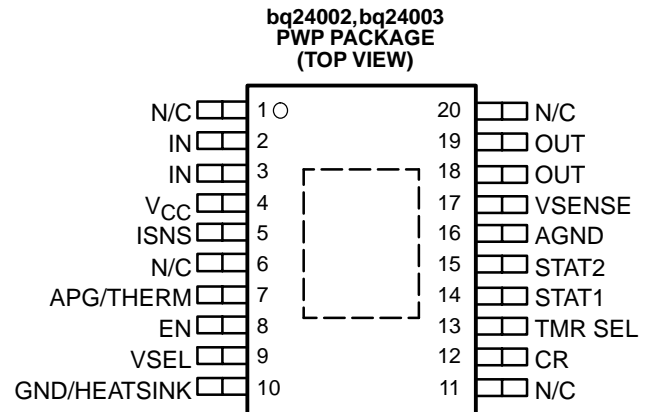 bq24002,bq24003
PWP PACKAGE
(TOP VIEW)
N/C 1 20 N/C
IN 2 19 OUT
IN 3 18 OUT
VCC 4 17 VSENSE
ISNS 5 16 AGND
N/C 6 15 STAT2
APG/THERM 7 14 STAT1
EN 8 13 TMR SEL
VSEL 9 12 CR
GND/HEATSINK 10 11 N/C